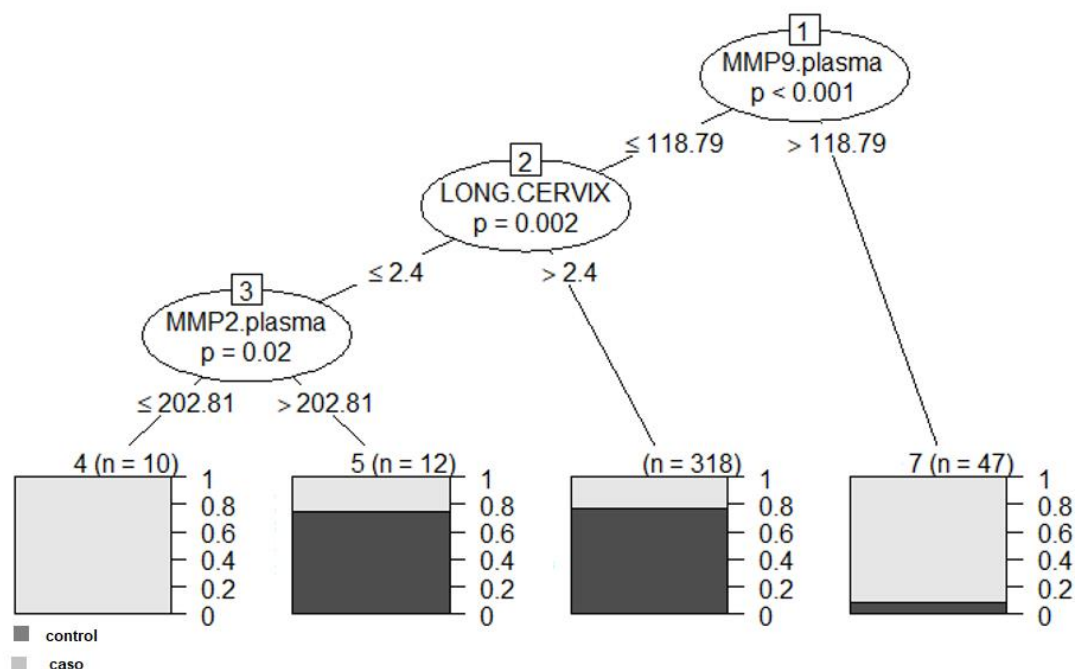 1
MMP9.plasma
p < 0.001
≤ 118.79 > 118.79
2
LONG.CERVIX
p = 0.002
≤ 2.4 > 2.4
3
MMP2.plasma
p = 0.02
≤ 202.81 > 202.81
4 (n = 10) 5 (n = 12) (n = 318) 7 (n = 47)
1 1 1 1
0.8 0.8 0.8 0.8
0.6 0.6 0.6 0.6
0.4 0.4 0.4 0.4
0.2 0.2 0.2 0.2
0 0 0 0
control
caso